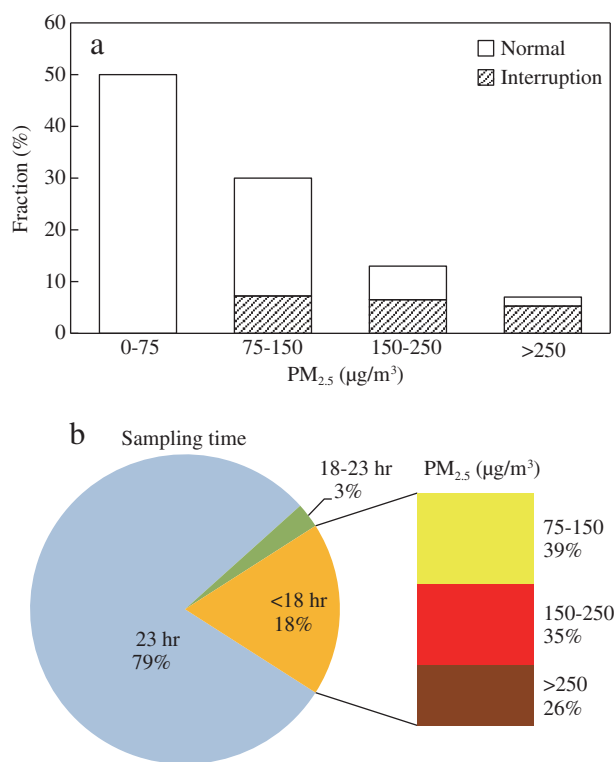 a
Normal
Interruption
Fraction (%)
60
50
40
30
20
10
0
0-75
75-150
150-250
>250
PM2.5 (µg/m³)
b
Sampling time
18-23 hr
3%
<18 hr
18%
23 hr
79%
PM2.5 (µg/m³)
75-150
39%
150-250
35%
>250
26%